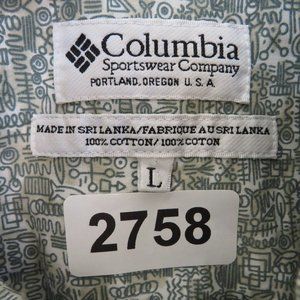 Columbia
Sportswear Company
PORTLAND, OREGON U.S.A.
MADE IN SRI LANKA/FABRIQUE AU SRI LANKA
100% COTTON/100% COTON
L
2758